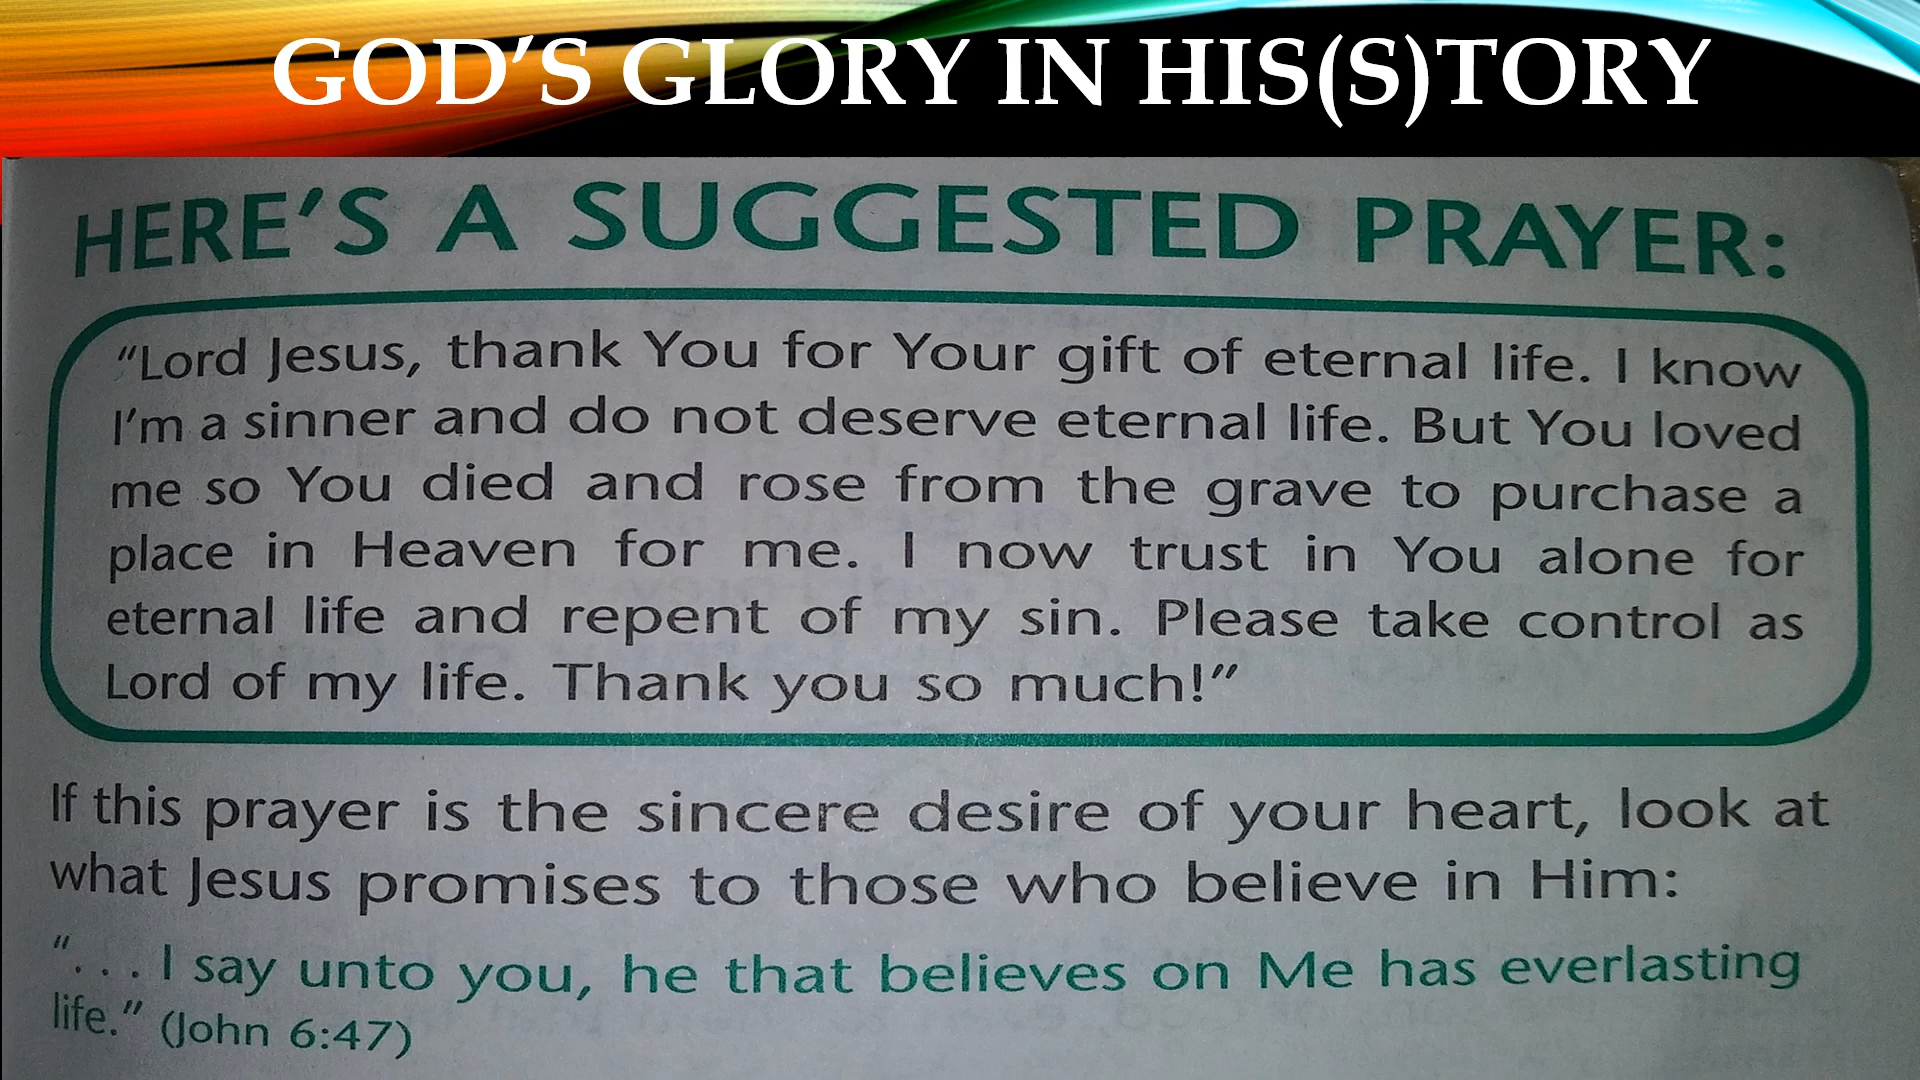 GOD’S GLORY IN HIS(S)TORY
HERE’S A SUGGESTED PRAYER:
“Lord Jesus, thank You for Your gift of eternal life. I know
I’m a sinner and do not deserve eternal life. But You loved
me so You died and rose from the grave to purchase a
place in Heaven for me. I now trust in You alone for
eternal life and repent of my sin. Please take control as
Lord of my life. Thank you so much!”
If this prayer is the sincere desire of your heart, look at
what Jesus promises to those who believe in Him:
“. . . I say unto you, he that believes on Me has everlasting
life.” (John 6:47)